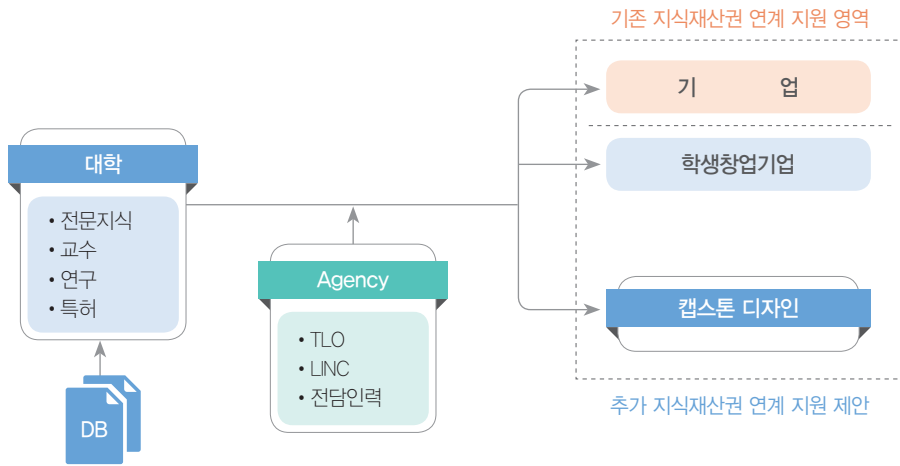 기존 지식재산권 연계 지원 영역
기 업
학생창업기업
대학
• 전문지식
• 교수
• 연구
• 특허
Agency
• TLO
• LINC
• 전담인력
캡스톤 디자인
추가 지식재산권 연계 지원 제안
DB